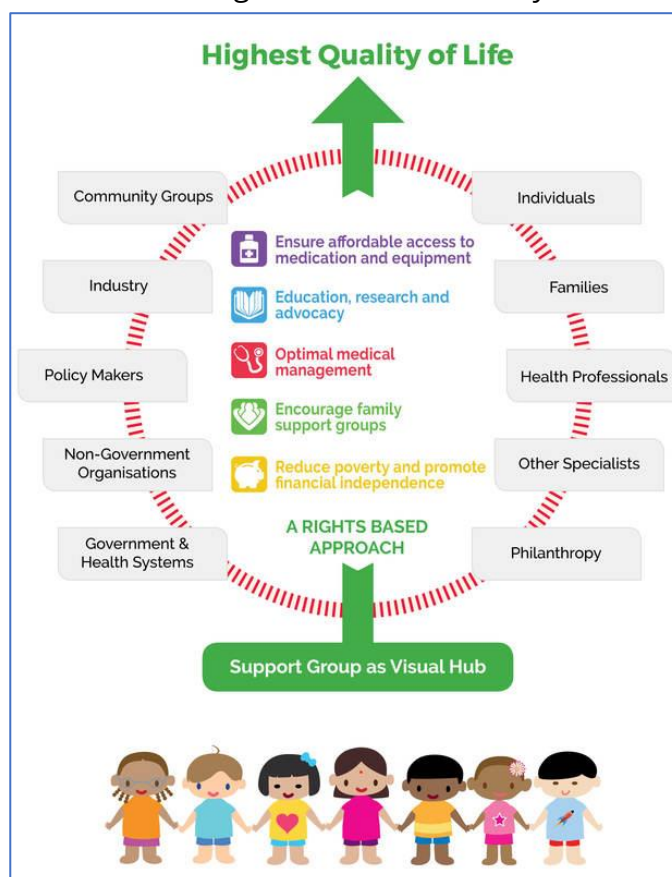 Highest Quality of Life
Community Groups
Industry
Policy Makers
Non-Government
Organisations
Government &
Health Systems
Ensure affordable access to
medication and equipment
Education, research and
advocacy
Optimal medical
management
Encourage family
support groups
Reduce poverty and promote
financial independence
A RIGHTS BASED
APPROACH
Individuals
Families
Health Professionals
Other Specialists
Philanthropy
Support Group as Visual Hub